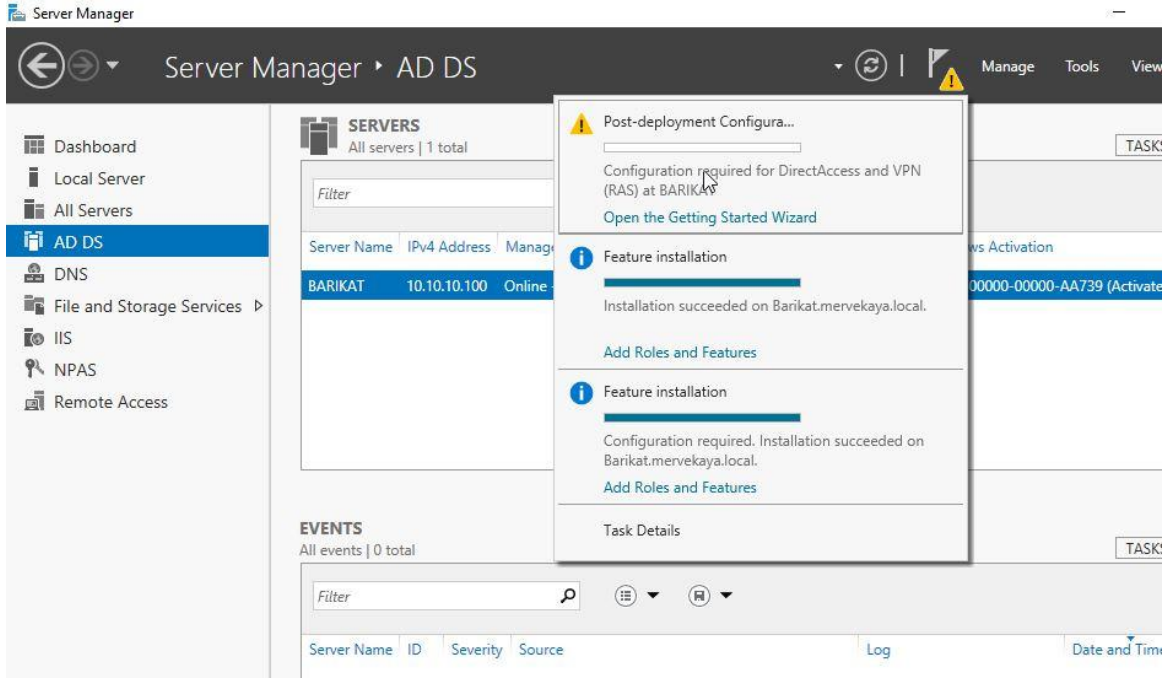 Server Manager
Server Manager • AD DS
Manage Tools View
Dashboard
Local Server
All Servers
AD DS
DNS
File and Storage Services
IIS
NPAS
Remote Access
SERVERS
All servers | 1 total
TASKS
Filter
Server Name IPv4 Address Manage ws Activation
BARIKAT 10.10.10.100 Online - 00000-00000-AA739 (Activate
Post-deployment Configura...
Configuration required for DirectAccess and VPN
(RAS) at BARIKAT
Open the Getting Started Wizard
Feature installation
Installation succeeded on Barikat.mervekaya.local.
Add Roles and Features
Feature installation
Configuration required. Installation succeeded on
Barikat.mervekaya.local.
Add Roles and Features
Task Details
EVENTS
All events | 0 total
TASKS
Filter
Server Name ID Severity Source Log Date and Time